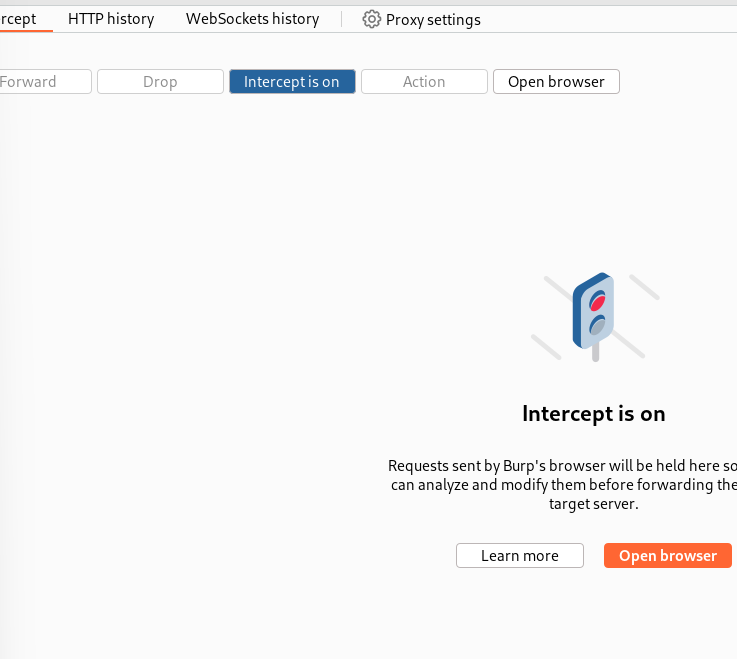 rcept HTTP history WebSockets history Proxy settings
Forward Drop Intercept is on Action Open browser
Intercept is on
Requests sent by Burp's browser will be held here so
can analyze and modify them before forwarding the
target server.
Learn more Open browser